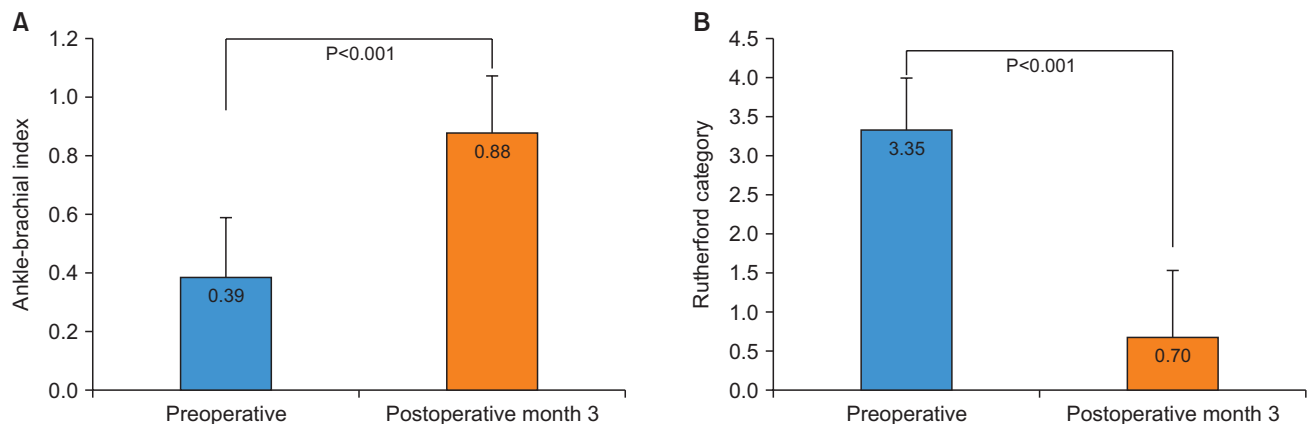 A
1.2
1.0
0.8
0.6
0.4
0.2
0.0
Ankle-brachial index
P<0.001
0.39
0.88
Preoperative
Postoperative month 3
B
4.5
4.0
3.5
3.0
2.5
2.0
1.5
1.0
0.5
0.0
Rutherford category
P<0.001
3.35
0.70
Preoperative
Postoperative month 3